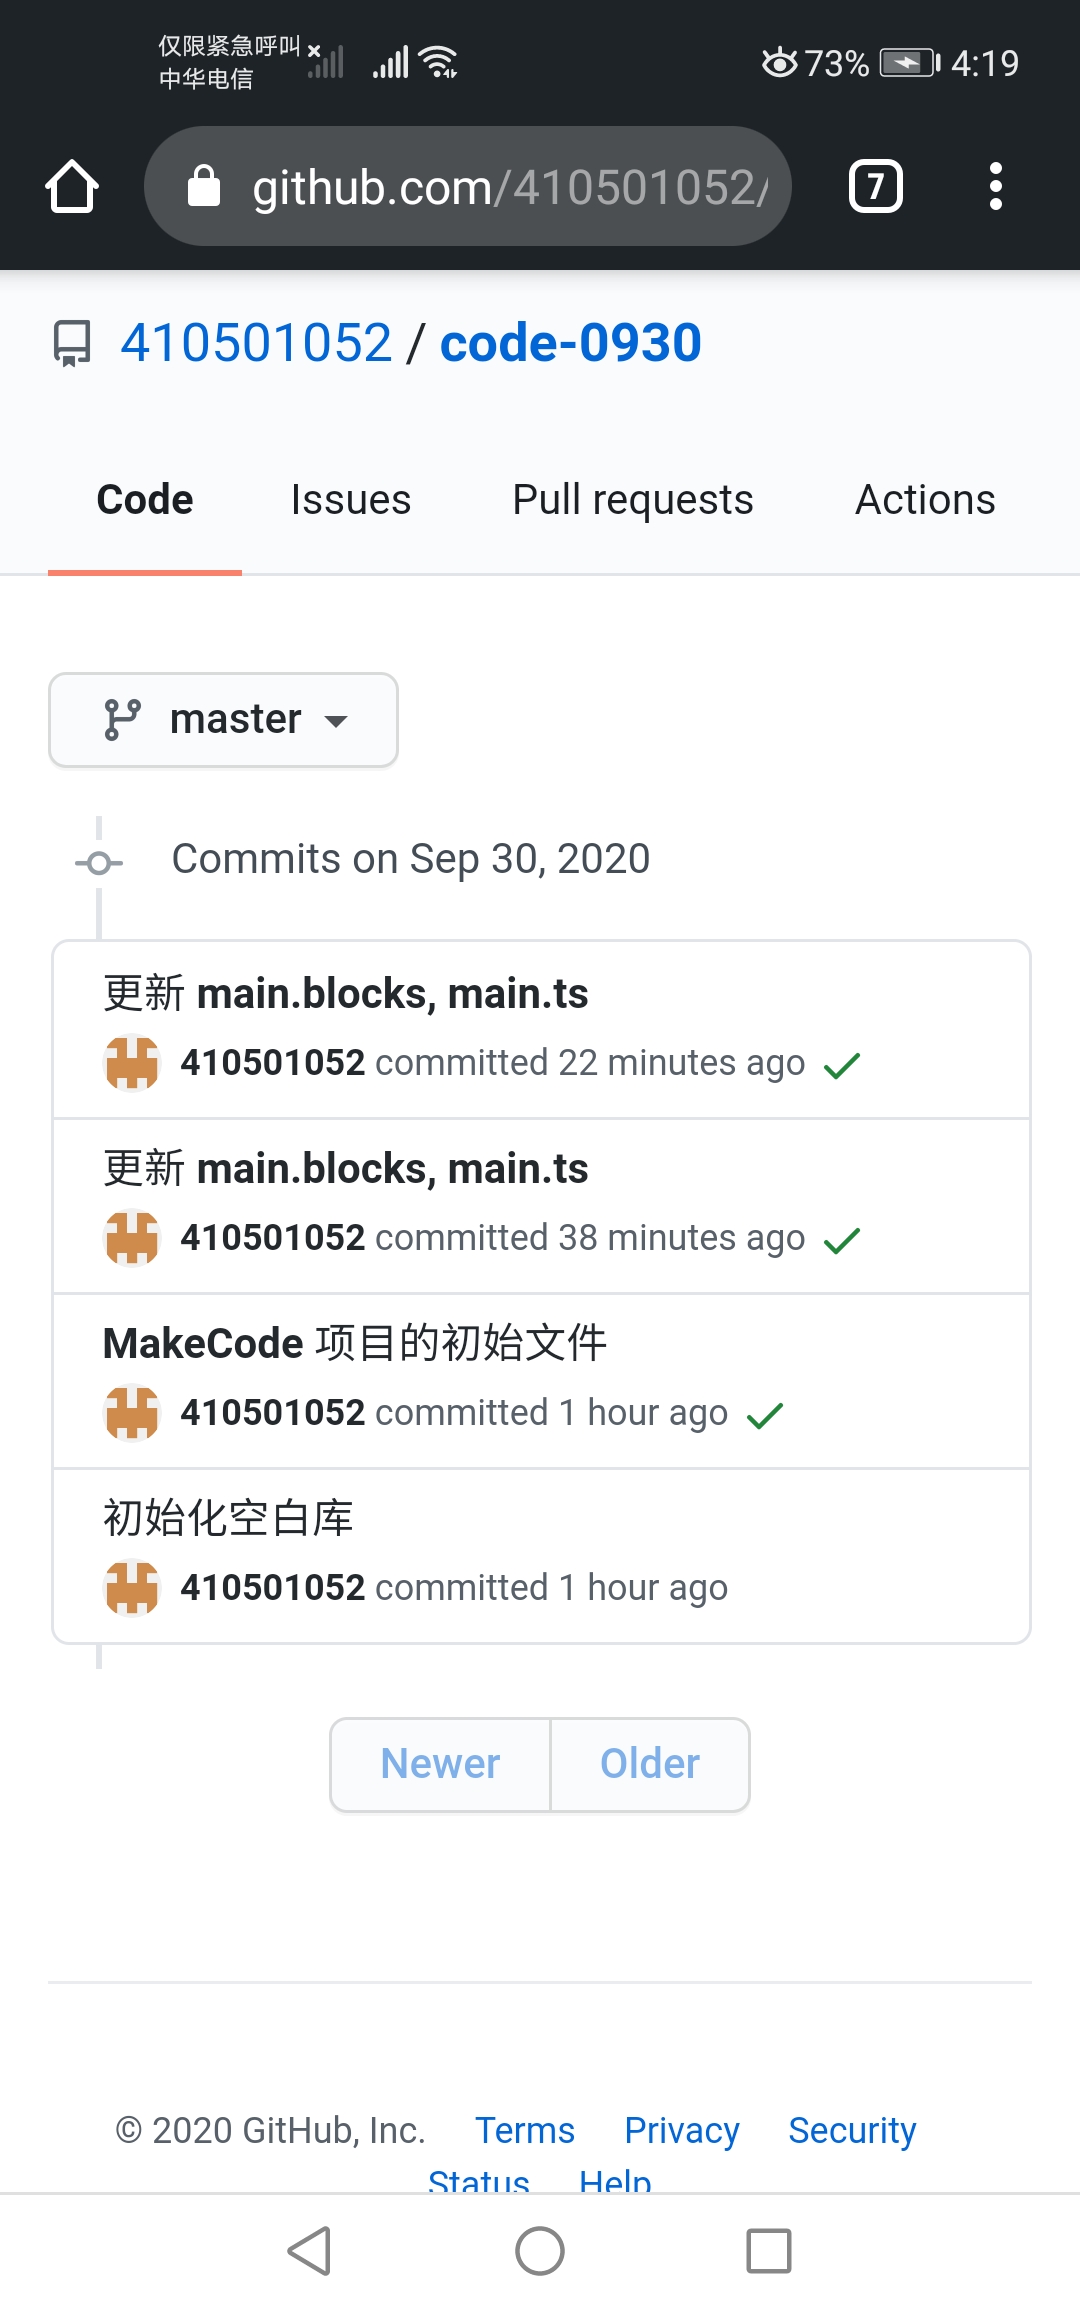 仅限紧急呼叫
中华电信
73% 4:19
github.com/410501052/
7
410501052 / code-0930
Code Issues Pull requests Actions
master
Commits on Sep 30, 2020
更新 main.blocks, main.ts
410501052 committed 22 minutes ago
更新 main.blocks, main.ts
410501052 committed 38 minutes ago
MakeCode 项目的初始文件
410501052 committed 1 hour ago
初始化空白库
410501052 committed 1 hour ago
Newer Older
© 2020 GitHub, Inc. Terms Privacy Security
Status Help